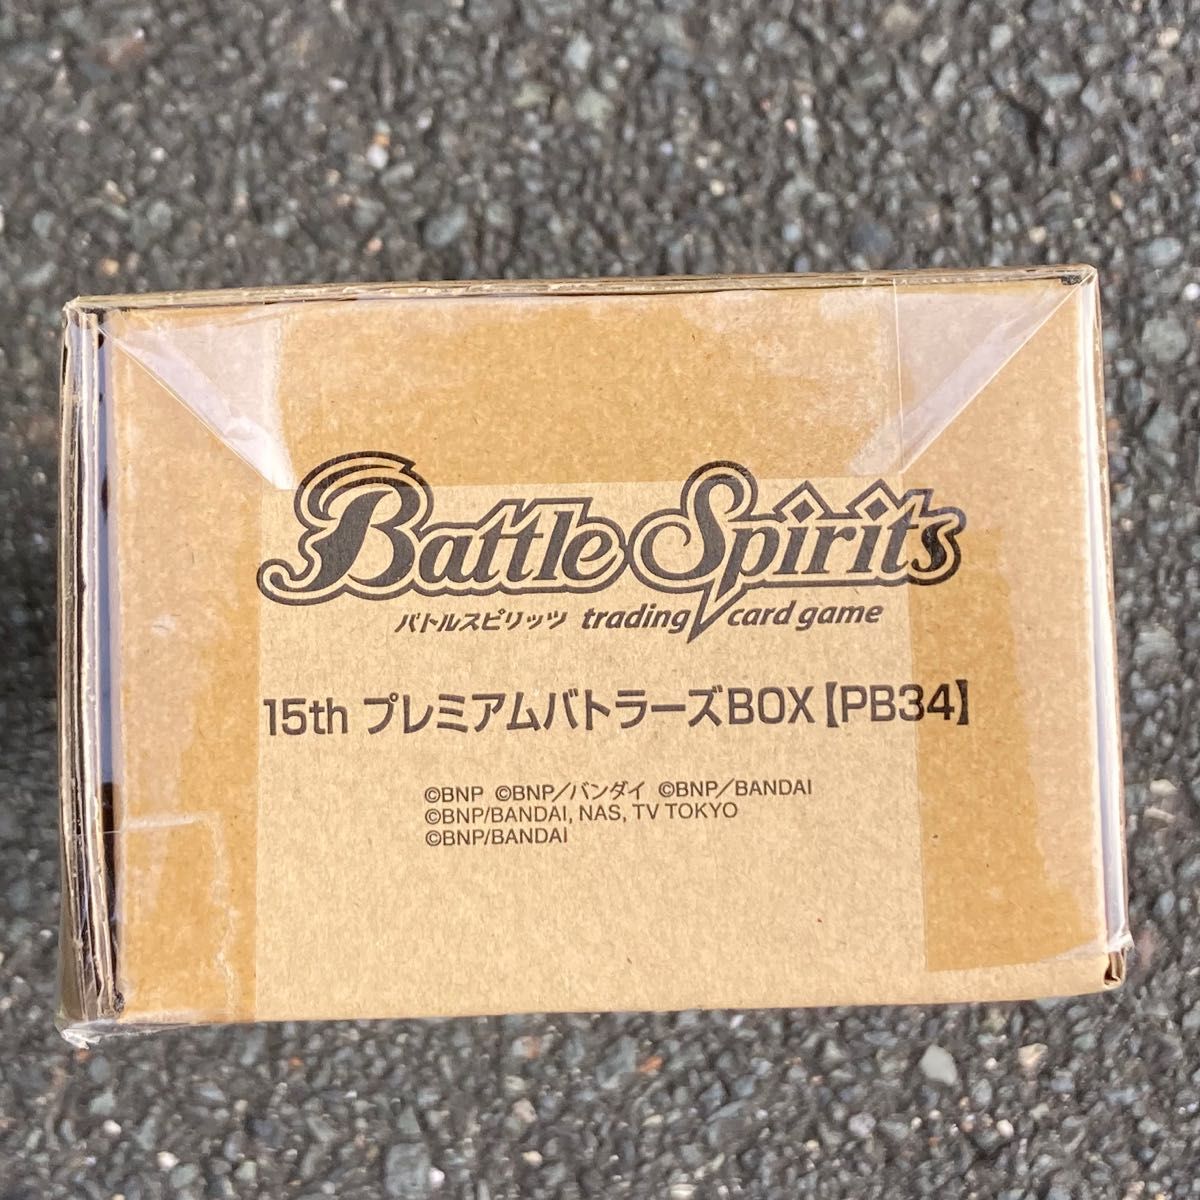 Battle Spirits
バトルスピリッツ trading card game
15th プレミアムバトラーズBOX【PB34】
©BNP ©BNP／バンダイ ©BNP／BANDAI
©BNP/BANDAI, NAS, TV TOKYO
©BNP/BANDAI